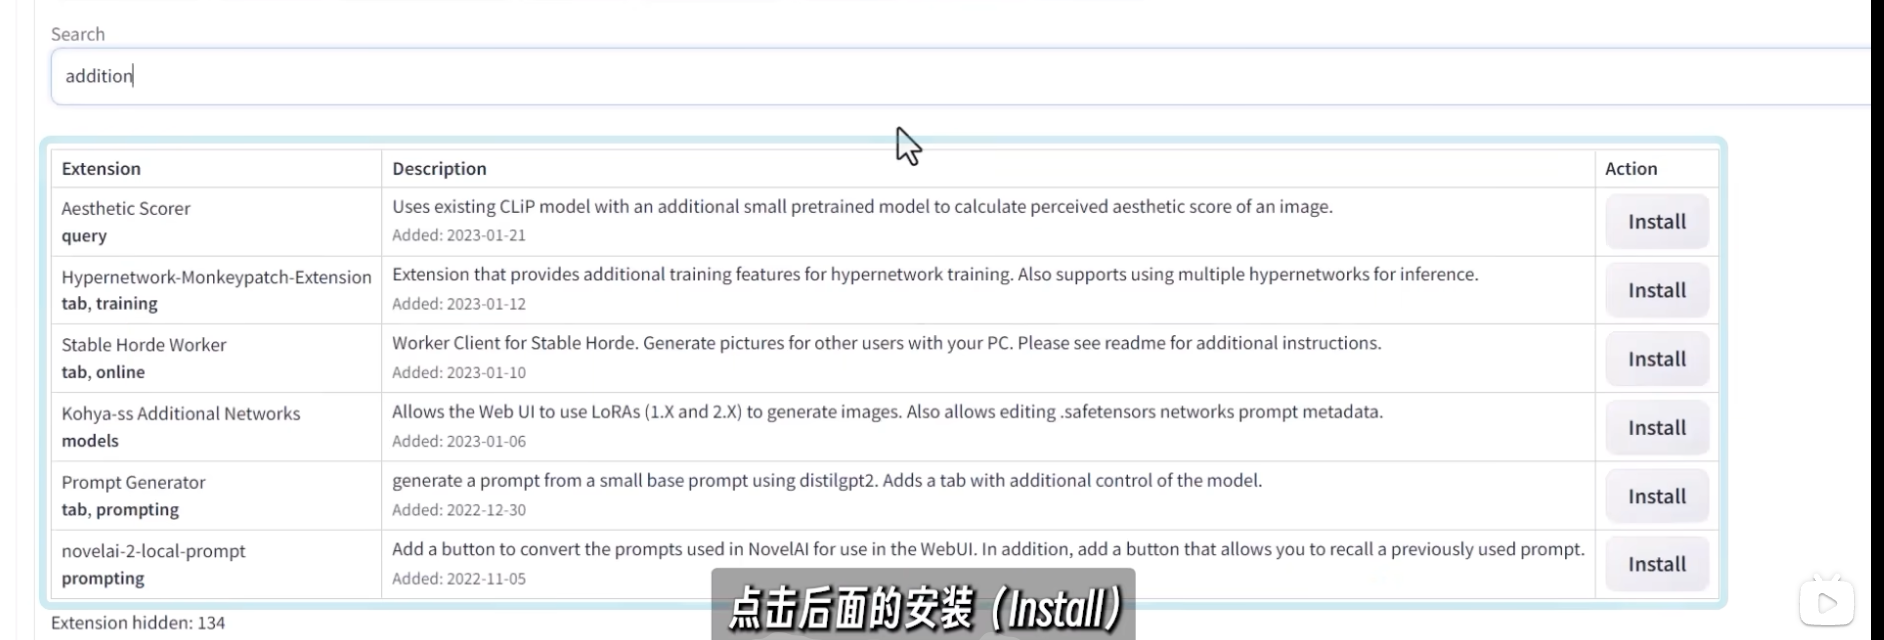 Search
addition
Extension Description Action
Aesthetic Scorer Uses existing CLiP model with an additional small pretrained model to calculate perceived aesthetic score of an image. Install
query Added: 2023-01-21
Hypernetwork-Monkeypatch-Extension Extension that provides additional training features for hypernetwork training. Also supports using multiple hypernetworks for inference. Install
tab, training Added: 2023-01-12
Stable Horde Worker Worker Client for Stable Horde. Generate pictures for other users with your PC. Please see readme for additional instructions. Install
tab, online Added: 2023-01-10
Kohya-ss Additional Networks Allows the Web UI to use LoRAs (1.X and 2.X) to generate images. Also allows editing .safetensors networks prompt metadata. Install
models Added: 2023-01-06
Prompt Generator generate a prompt from a small base prompt using distilgpt2. Adds a tab with additional control of the model. Install
tab, prompting Added: 2022-12-30
novelai-2-local-prompt Add a button to convert the prompts used in NovelAI for use in the WebUI. In addition, add a button that allows you to recall a previously used prompt. Install
prompting Added: 2022-11-05
点击后面的安装（Install）
Extension hidden: 134